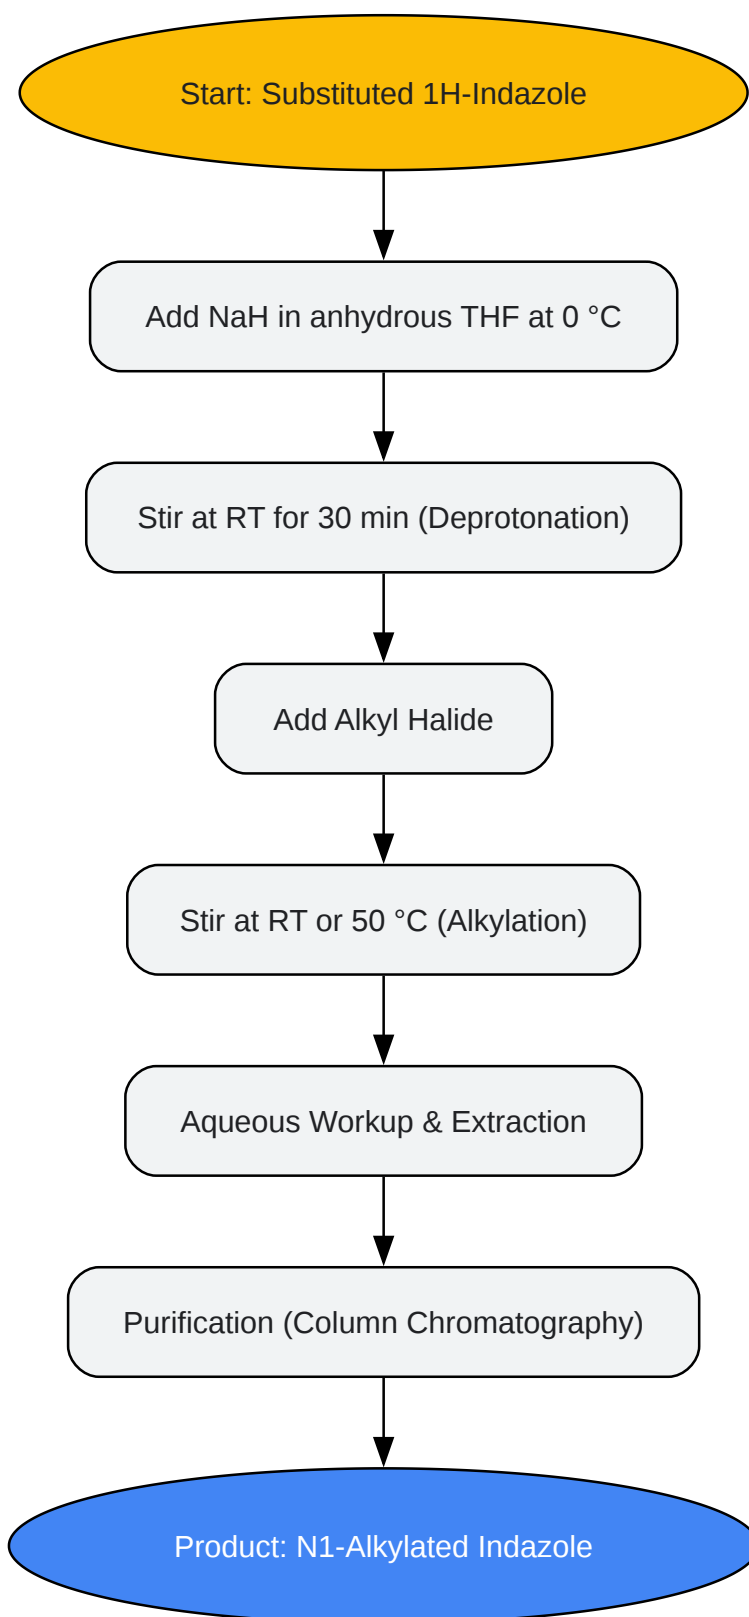 Start: Substituted 1H-Indazole
Add NaH in anhydrous THF at 0 °C
Stir at RT for 30 min (Deprotonation)
Add Alkyl Halide
Stir at RT or 50 °C (Alkylation)
Aqueous Workup & Extraction
Purification (Column Chromatography)
Product: N1-Alkylated Indazole